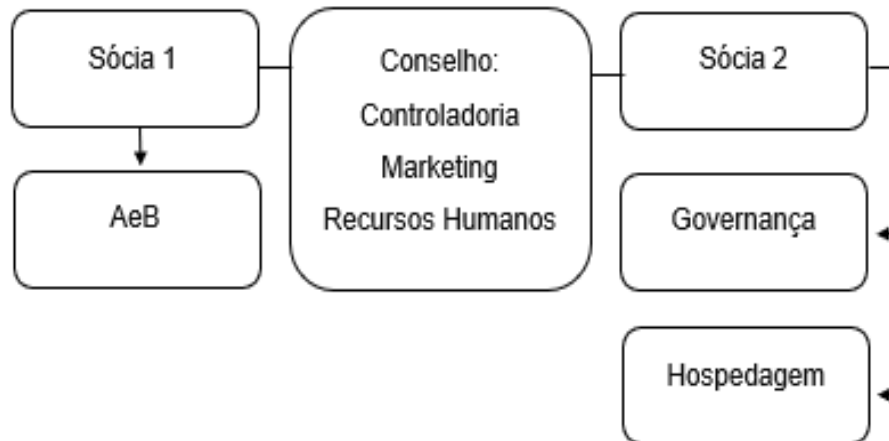 Sócia 1
AeB
Conselho:
Controladoria
Marketing
Recursos Humanos
Sócia 2
Governança
Hospedagem